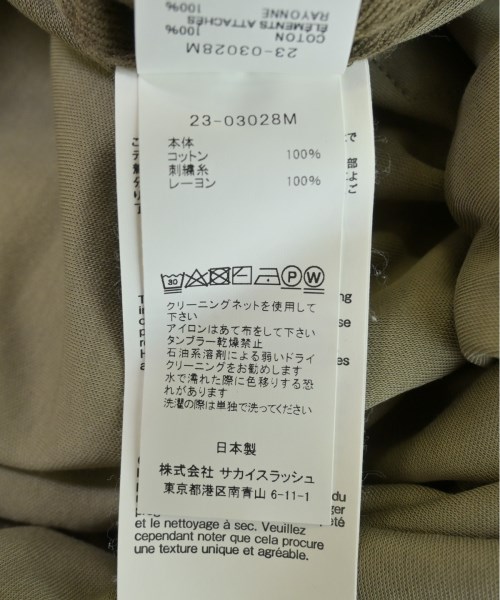 COTON 100%
ÉLÉMENTS ATTACHÉS
RAYONNE 100%
23-03028M
23-03028M
本体
コットン 100%
刺繍糸
レーヨン 100%
30
P W
クリーニングネットを使用して
下さい
アイロンはあて布をして下さい
タンブラー乾燥禁止
石油系溶剤による弱いドライ
クリーニングをお勧めします
水で濡れた際に色移りする恐
れがあります
洗濯の際は単独で洗ってください
日本製
株式会社 サカイスラッシュ
東京都港区南青山 6-11-1
et le nettoyage à sec. Veuillez
cependant noter que cela procure
une texture unique et agréable.